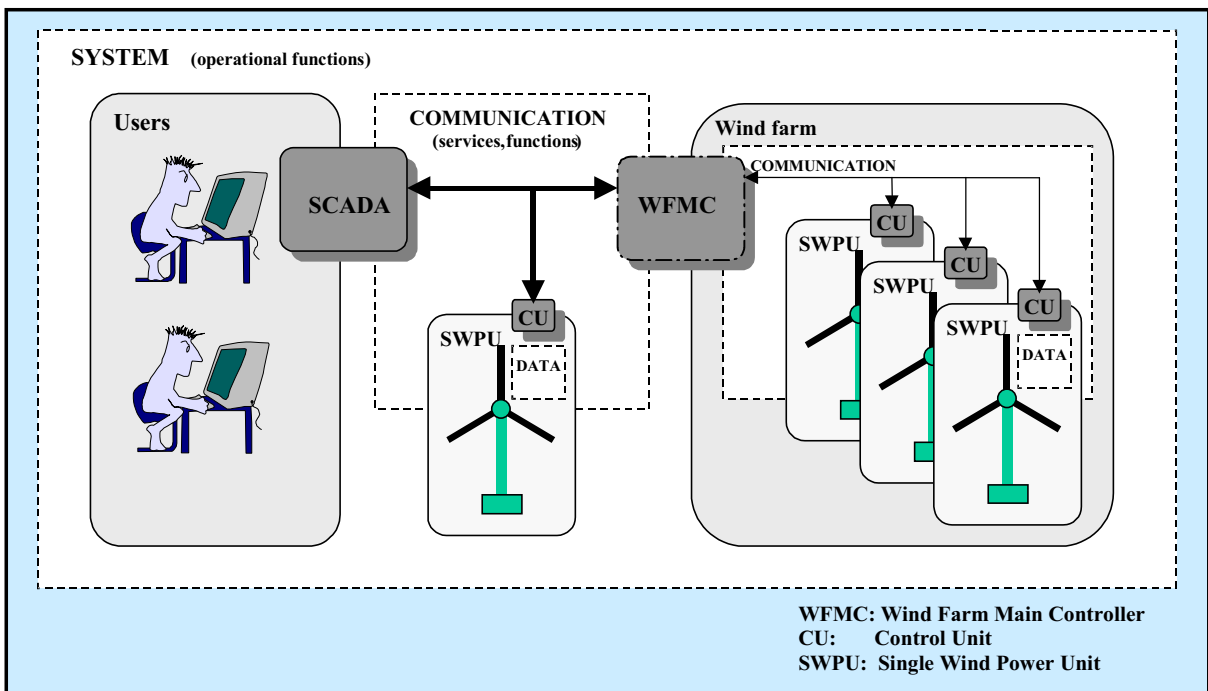 SYSTEM (operational functions)
Users
COMMUNICATION
(services,functions)
SCADA
WFMC
CU
SWPU
DATA
Wind farm
COMMUNICATION
CU
SWPU
CU
SWPU
CU
SWPU
DATA
WFMC: Wind Farm Main Controller
CU: Control Unit
SWPU: Single Wind Power Unit